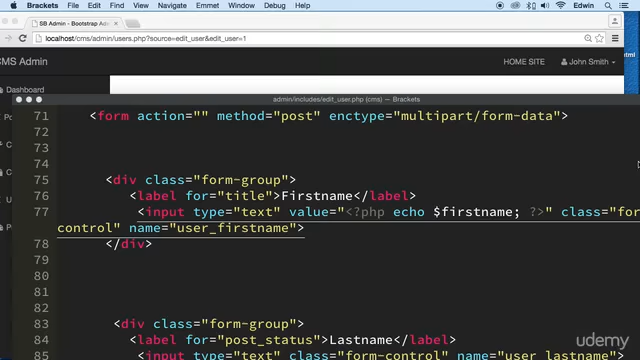 Brackets File Edit Find View Navigate Emmet Window Help Edwin
SB Admin - Bootstrap Adm
localhost/cms/admin/users.php?source=edit_user&edit_user=1
CMS Admin HOME SITE John Smith
admin/includes/edit_user.php (cms) — Brackets
71 <form action="" method="post" enctype="multipart/form-data">
72
73
74
75 <div class="form-group">
76 <label for="title">Firstname</label>
77 <input type="text" value="<?php echo $firstname; ?>" class="for
control" name="user_firstname">
78 </div>
79
80
81
82
83 <div class="form-group">
84 <label for="post_status">Lastname</label>
85 <input type="text" class="form-control" name="user_lastname">
udemy